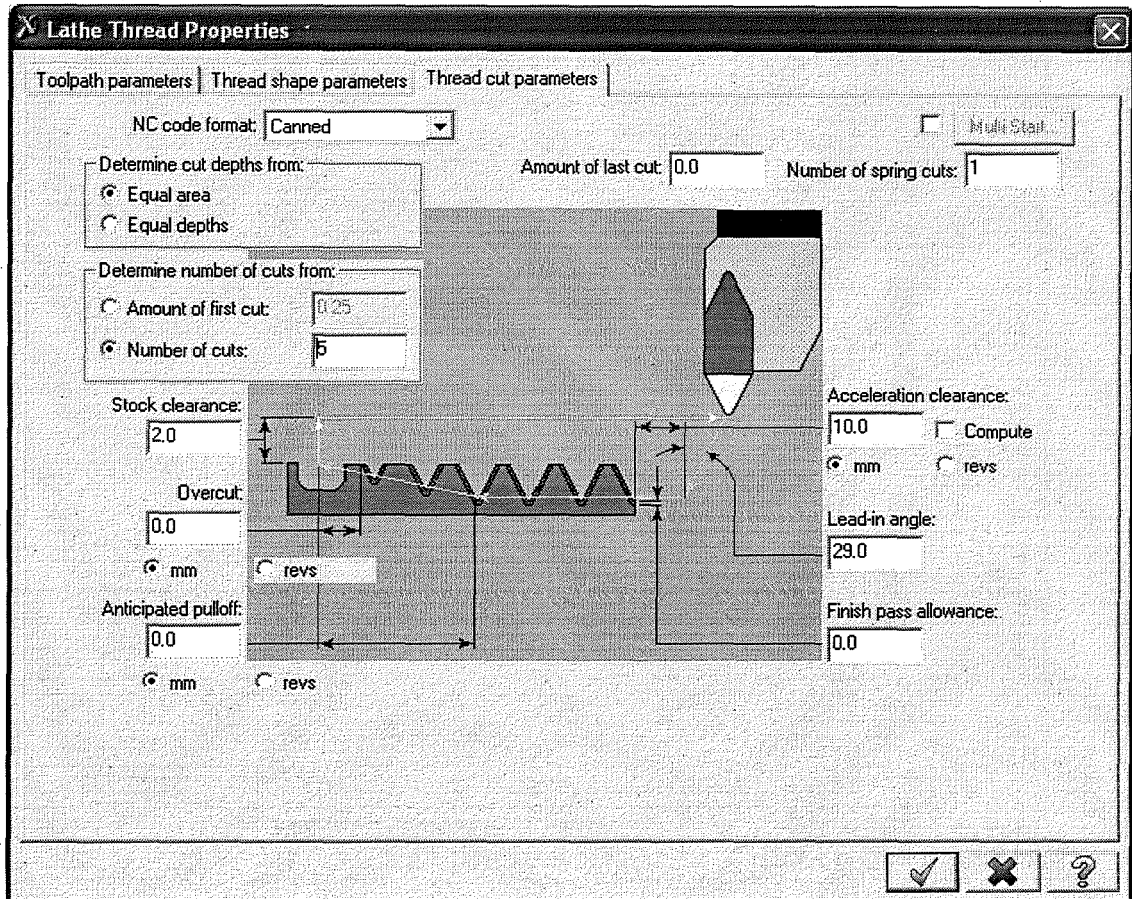 X Lathe Thread Properties
Toolpath parameters Thread shape parameters Thread cut parameters
NC code format: Canned
Multi Start...
Determine cut depths from:
Equal area
Equal depths
Amount of last cut: 0.0
Number of spring cuts: 1
Determine number of cuts from:
Amount of first cut: 0.25
Number of cuts: 5
Stock clearance:
2.0
Overcut:
0.0
mm revs
Anticipated pulloff:
0.0
mm revs
Acceleration clearance:
10.0 Compute
mm revs
Lead-in angle:
29.0
Finish pass allowance:
0.0
?